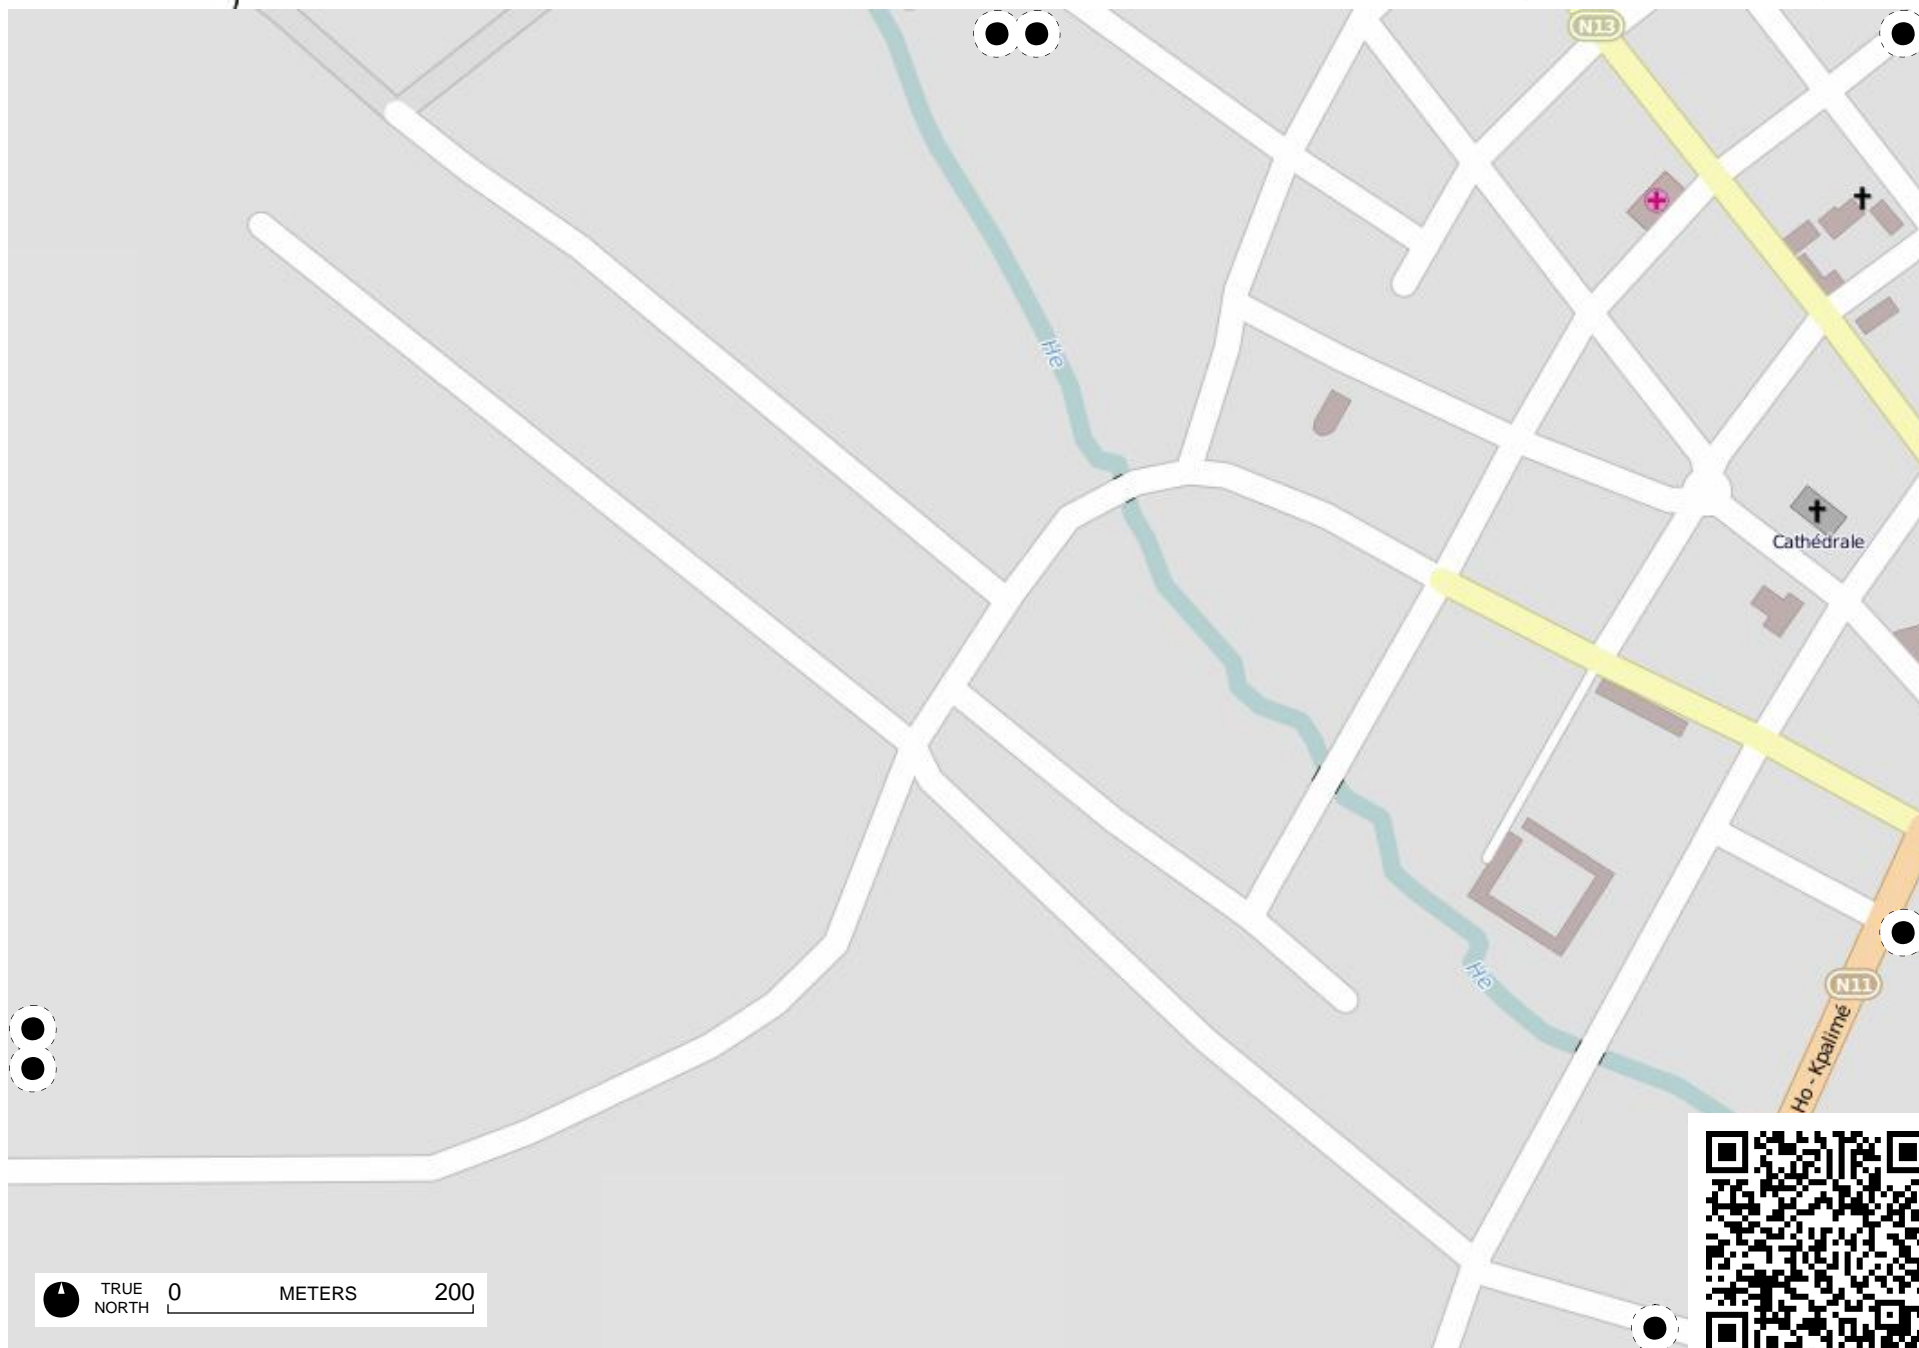 N13
He
Cathédrale
He
N11
Ho - Kpalimé
TRUE
NORTH
0 METERS 200